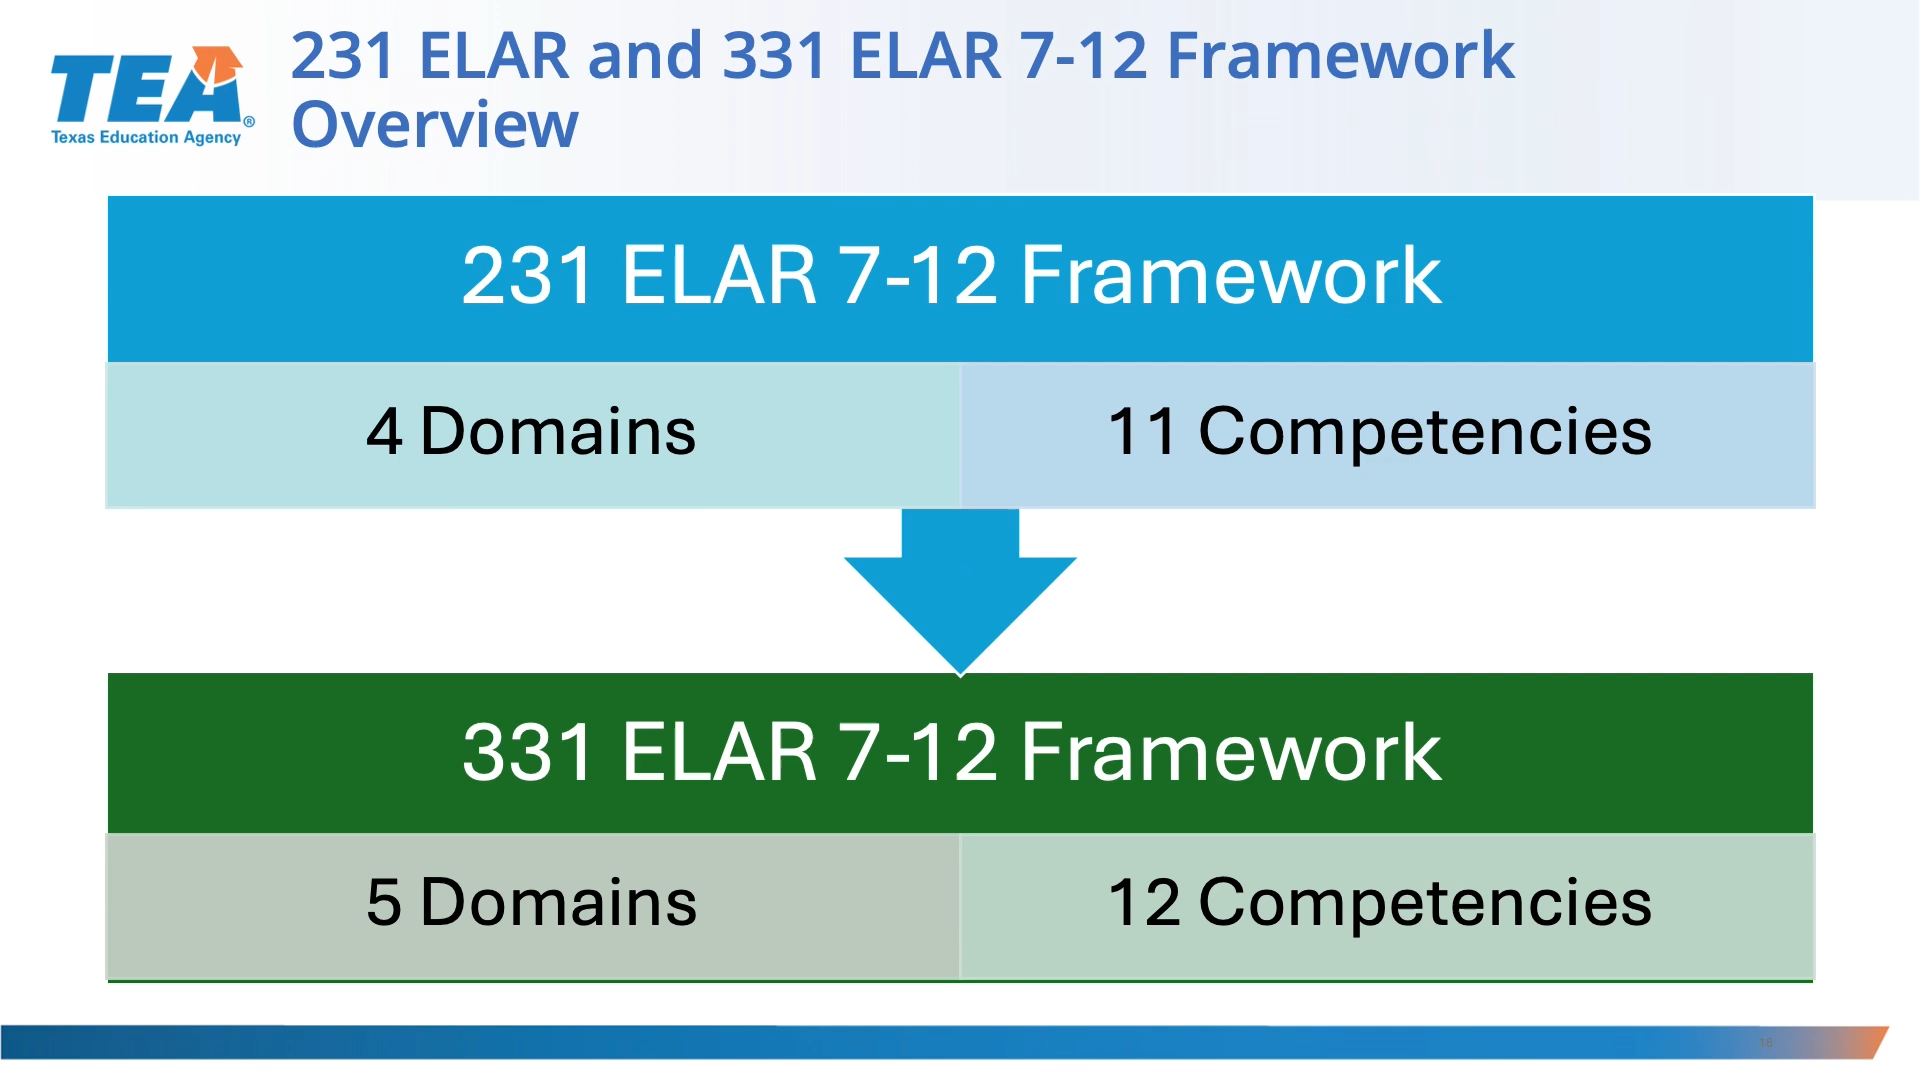 TEA®
Texas Education Agency
231 ELAR and 331 ELAR 7-12 Framework
Overview
231 ELAR 7-12 Framework
4 Domains
11 Competencies
331 ELAR 7-12 Framework
5 Domains
12 Competencies